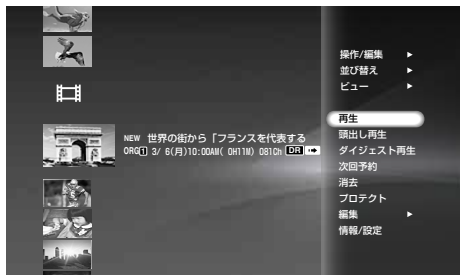 操作/編集 ▶
並び替え ▶
ビュー ▶
再生
頭出し再生
ダイジェスト再生
次回予約
消去
プロテクト
編集 ▶
情報/設定
NEW 世界の街から「フランスを代表する
ORG1 3/ 6(月)10:00AM( 0H11M) 081Ch DR